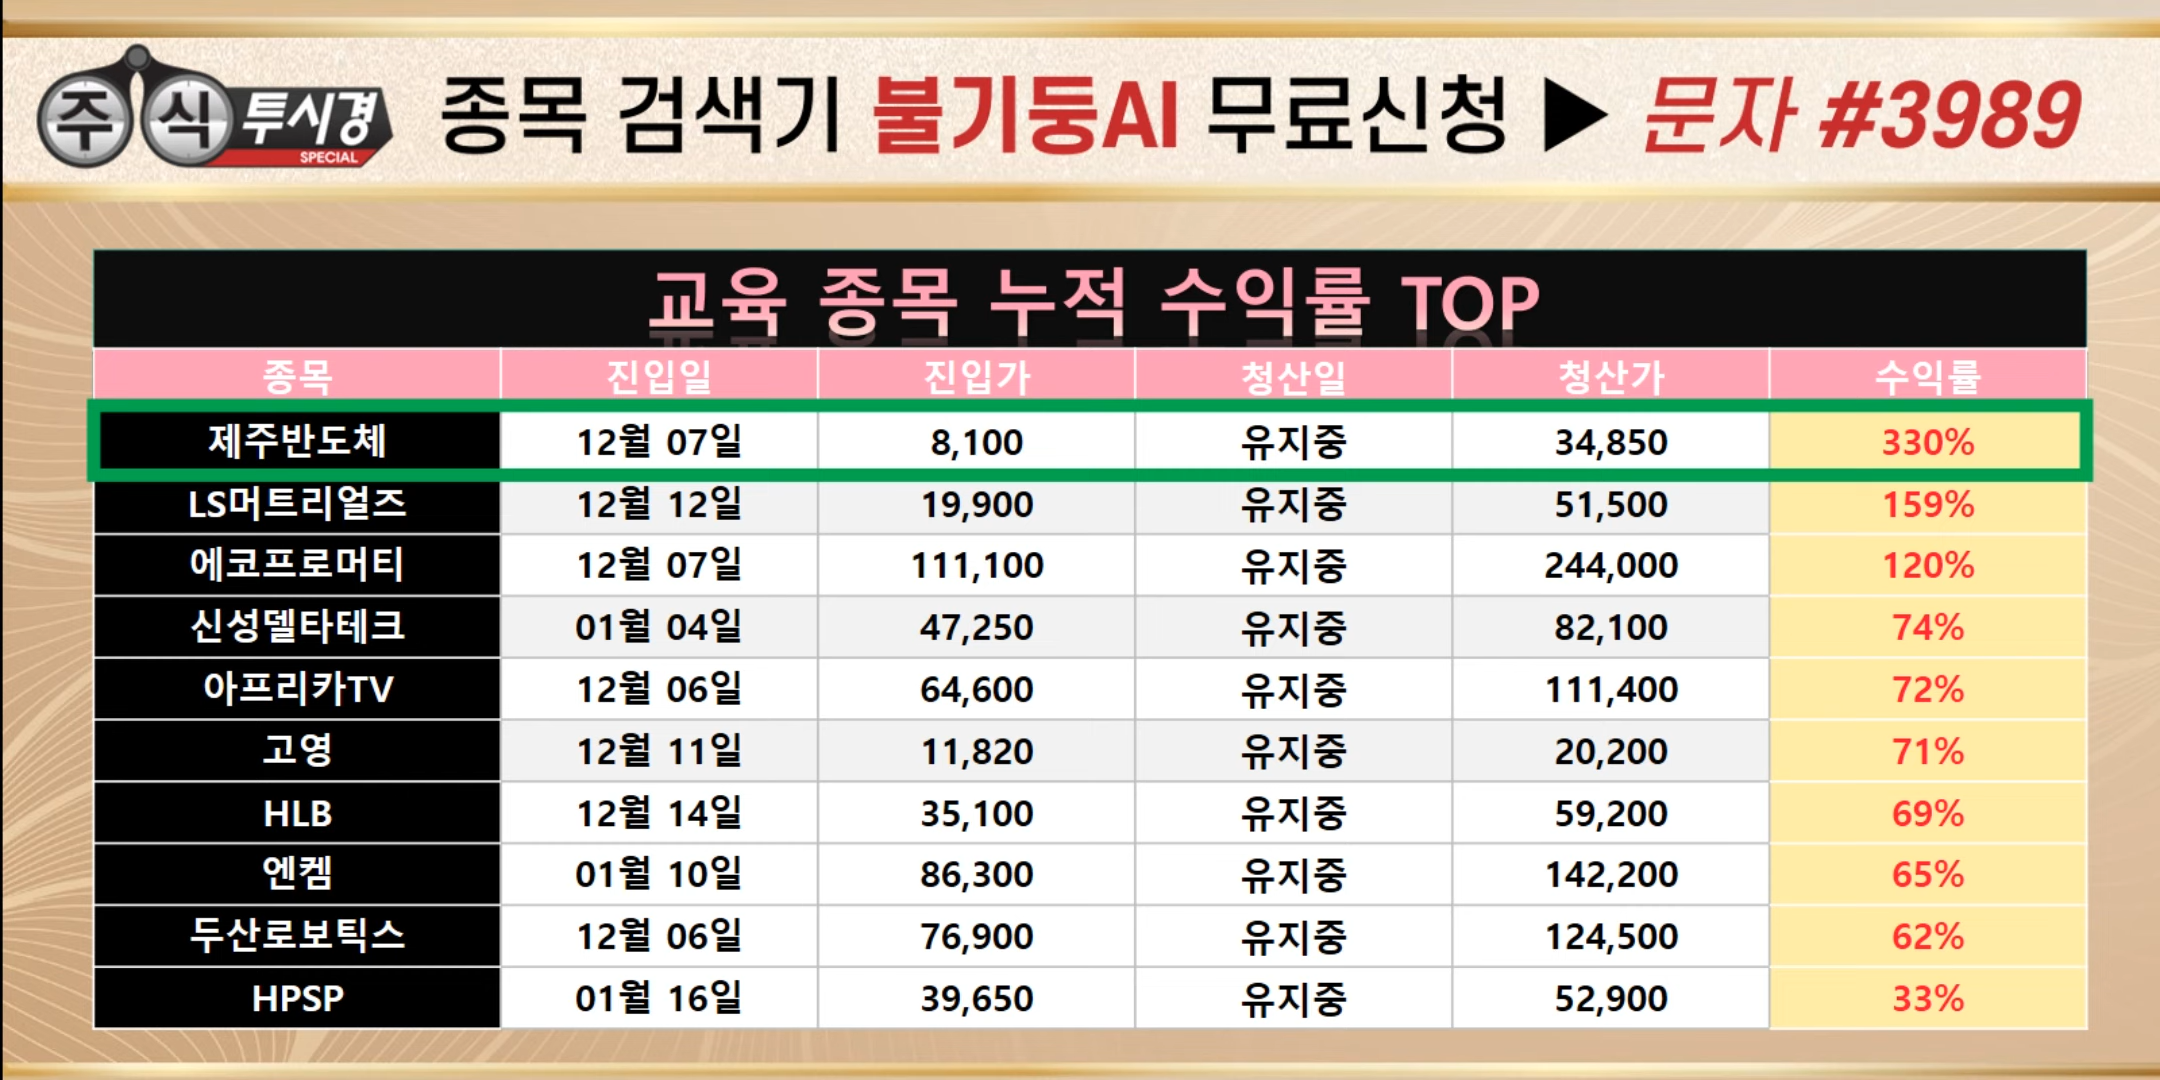 주식투시경
SPECIAL
종목 검색기 불기둥AI 무료신청 ▶ 문자 #3989
교육 종목 누적 수익률 TOP
종목 진입일 진입가 청산일 청산가 수익률
제주반도체 12월 07일 8,100 유지중 34,850 330%
LS머트리얼즈 12월 12일 19,900 유지중 51,500 159%
에코프로머티 12월 07일 111,100 유지중 244,000 120%
신성델타테크 01월 04일 47,250 유지중 82,100 74%
아프리카TV 12월 06일 64,600 유지중 111,400 72%
고영 12월 11일 11,820 유지중 20,200 71%
HLB 12월 14일 35,100 유지중 59,200 69%
엔켐 01월 10일 86,300 유지중 142,200 65%
두산로보틱스 12월 06일 76,900 유지중 124,500 62%
HPSP 01월 16일 39,650 유지중 52,900 33%